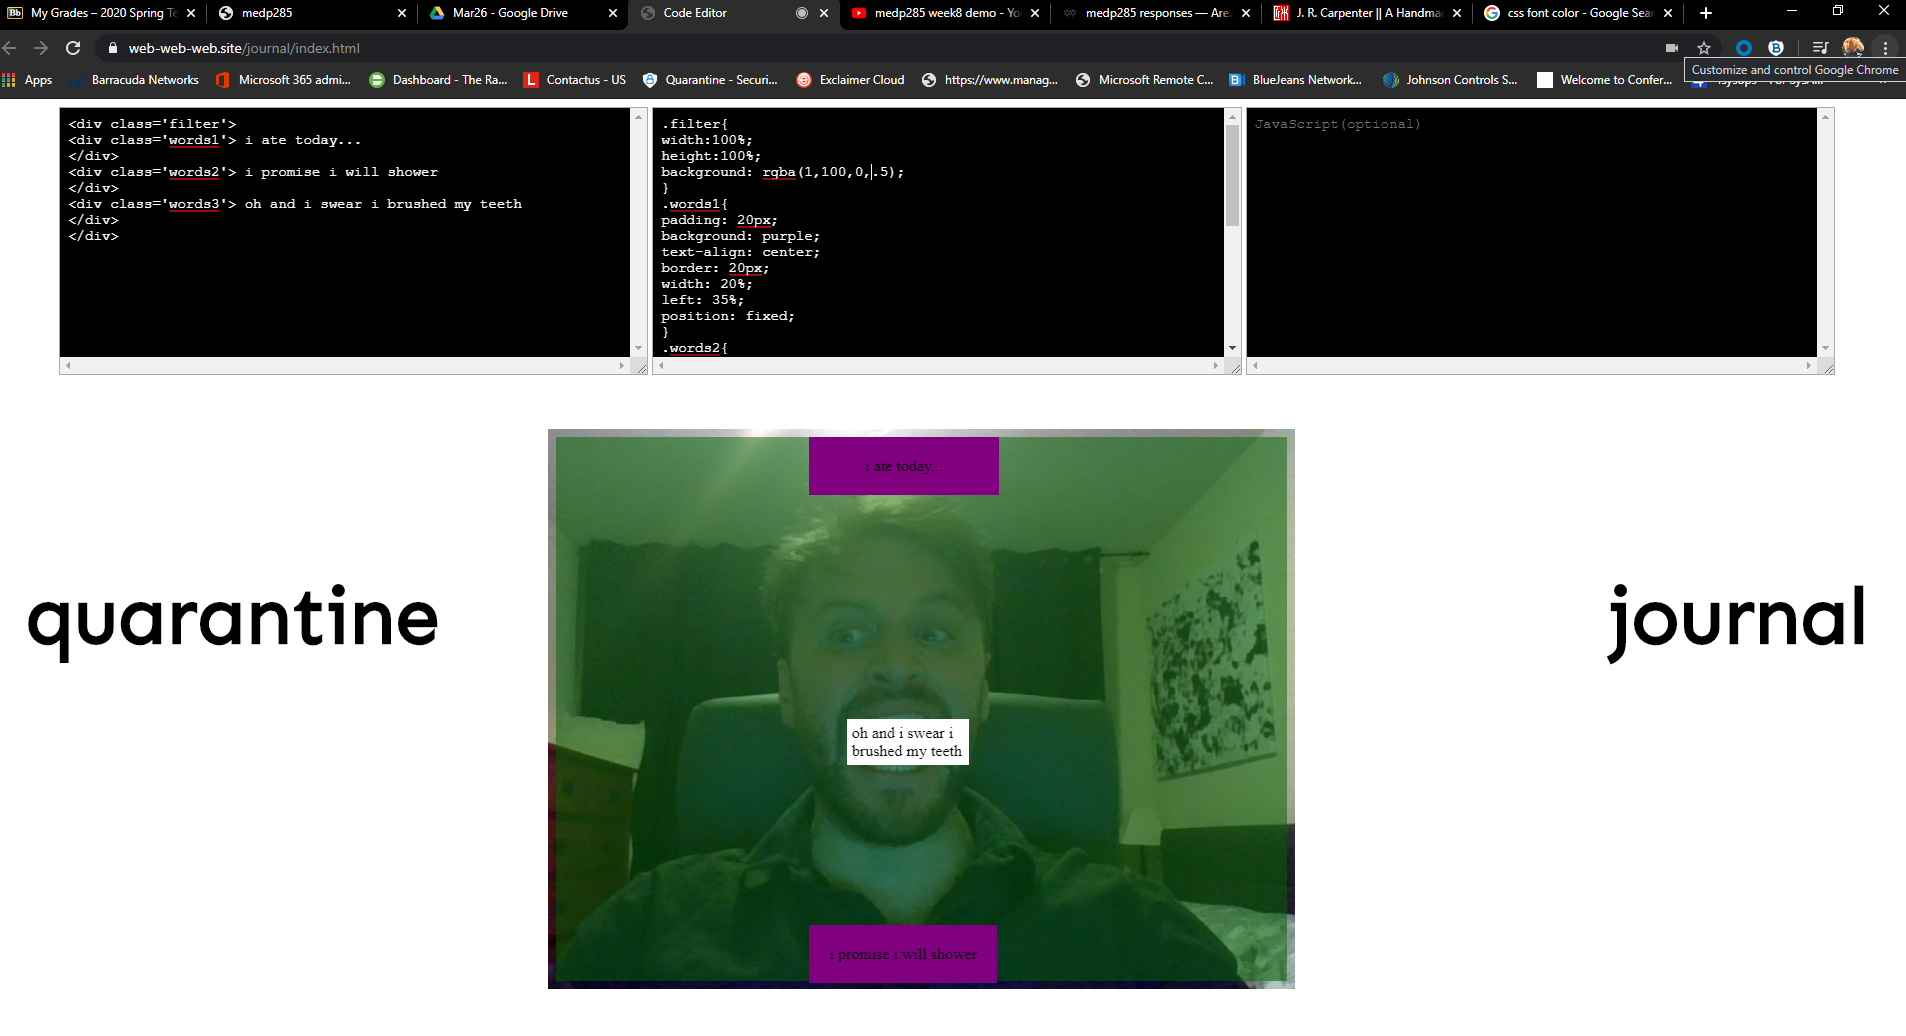 My Grades – 2020 Spring Te
medp285
Mar26 - Google Drive
Code Editor
medp285 week8 demo - Yo
medp285 responses — Are.
J. R. Carpenter || A Handma
css font color - Google Sear
web-web-web.site/journal/index.html
Customize and control Google Chrome
Apps
Barracuda Networks
Microsoft 365 admi...
Dashboard - The Ra...
Contactus - US
Quarantine - Securi...
Exclaimer Cloud
https://www.manag...
Microsoft Remote C...
BlueJeans Network...
Johnson Controls S...
Welcome to Confer...
<div class='filter'>
<div class='words1'> i ate today...
</div>
<div class='words2'> i promise i will shower
</div>
<div class='words3'> oh and i swear i brushed my teeth
</div>
</div>
.filter{
width:100%;
height:100%;
background: rgba(1,100,0,.5);
}
.words1{
padding: 20px;
background: purple;
text-align: center;
border: 20px;
width: 20%;
left: 35%;
position: fixed;
}
.words2{
JavaScript(optional)
quarantine
i ate today...
oh and i swear i
brushed my teeth
i promise i will shower
journal